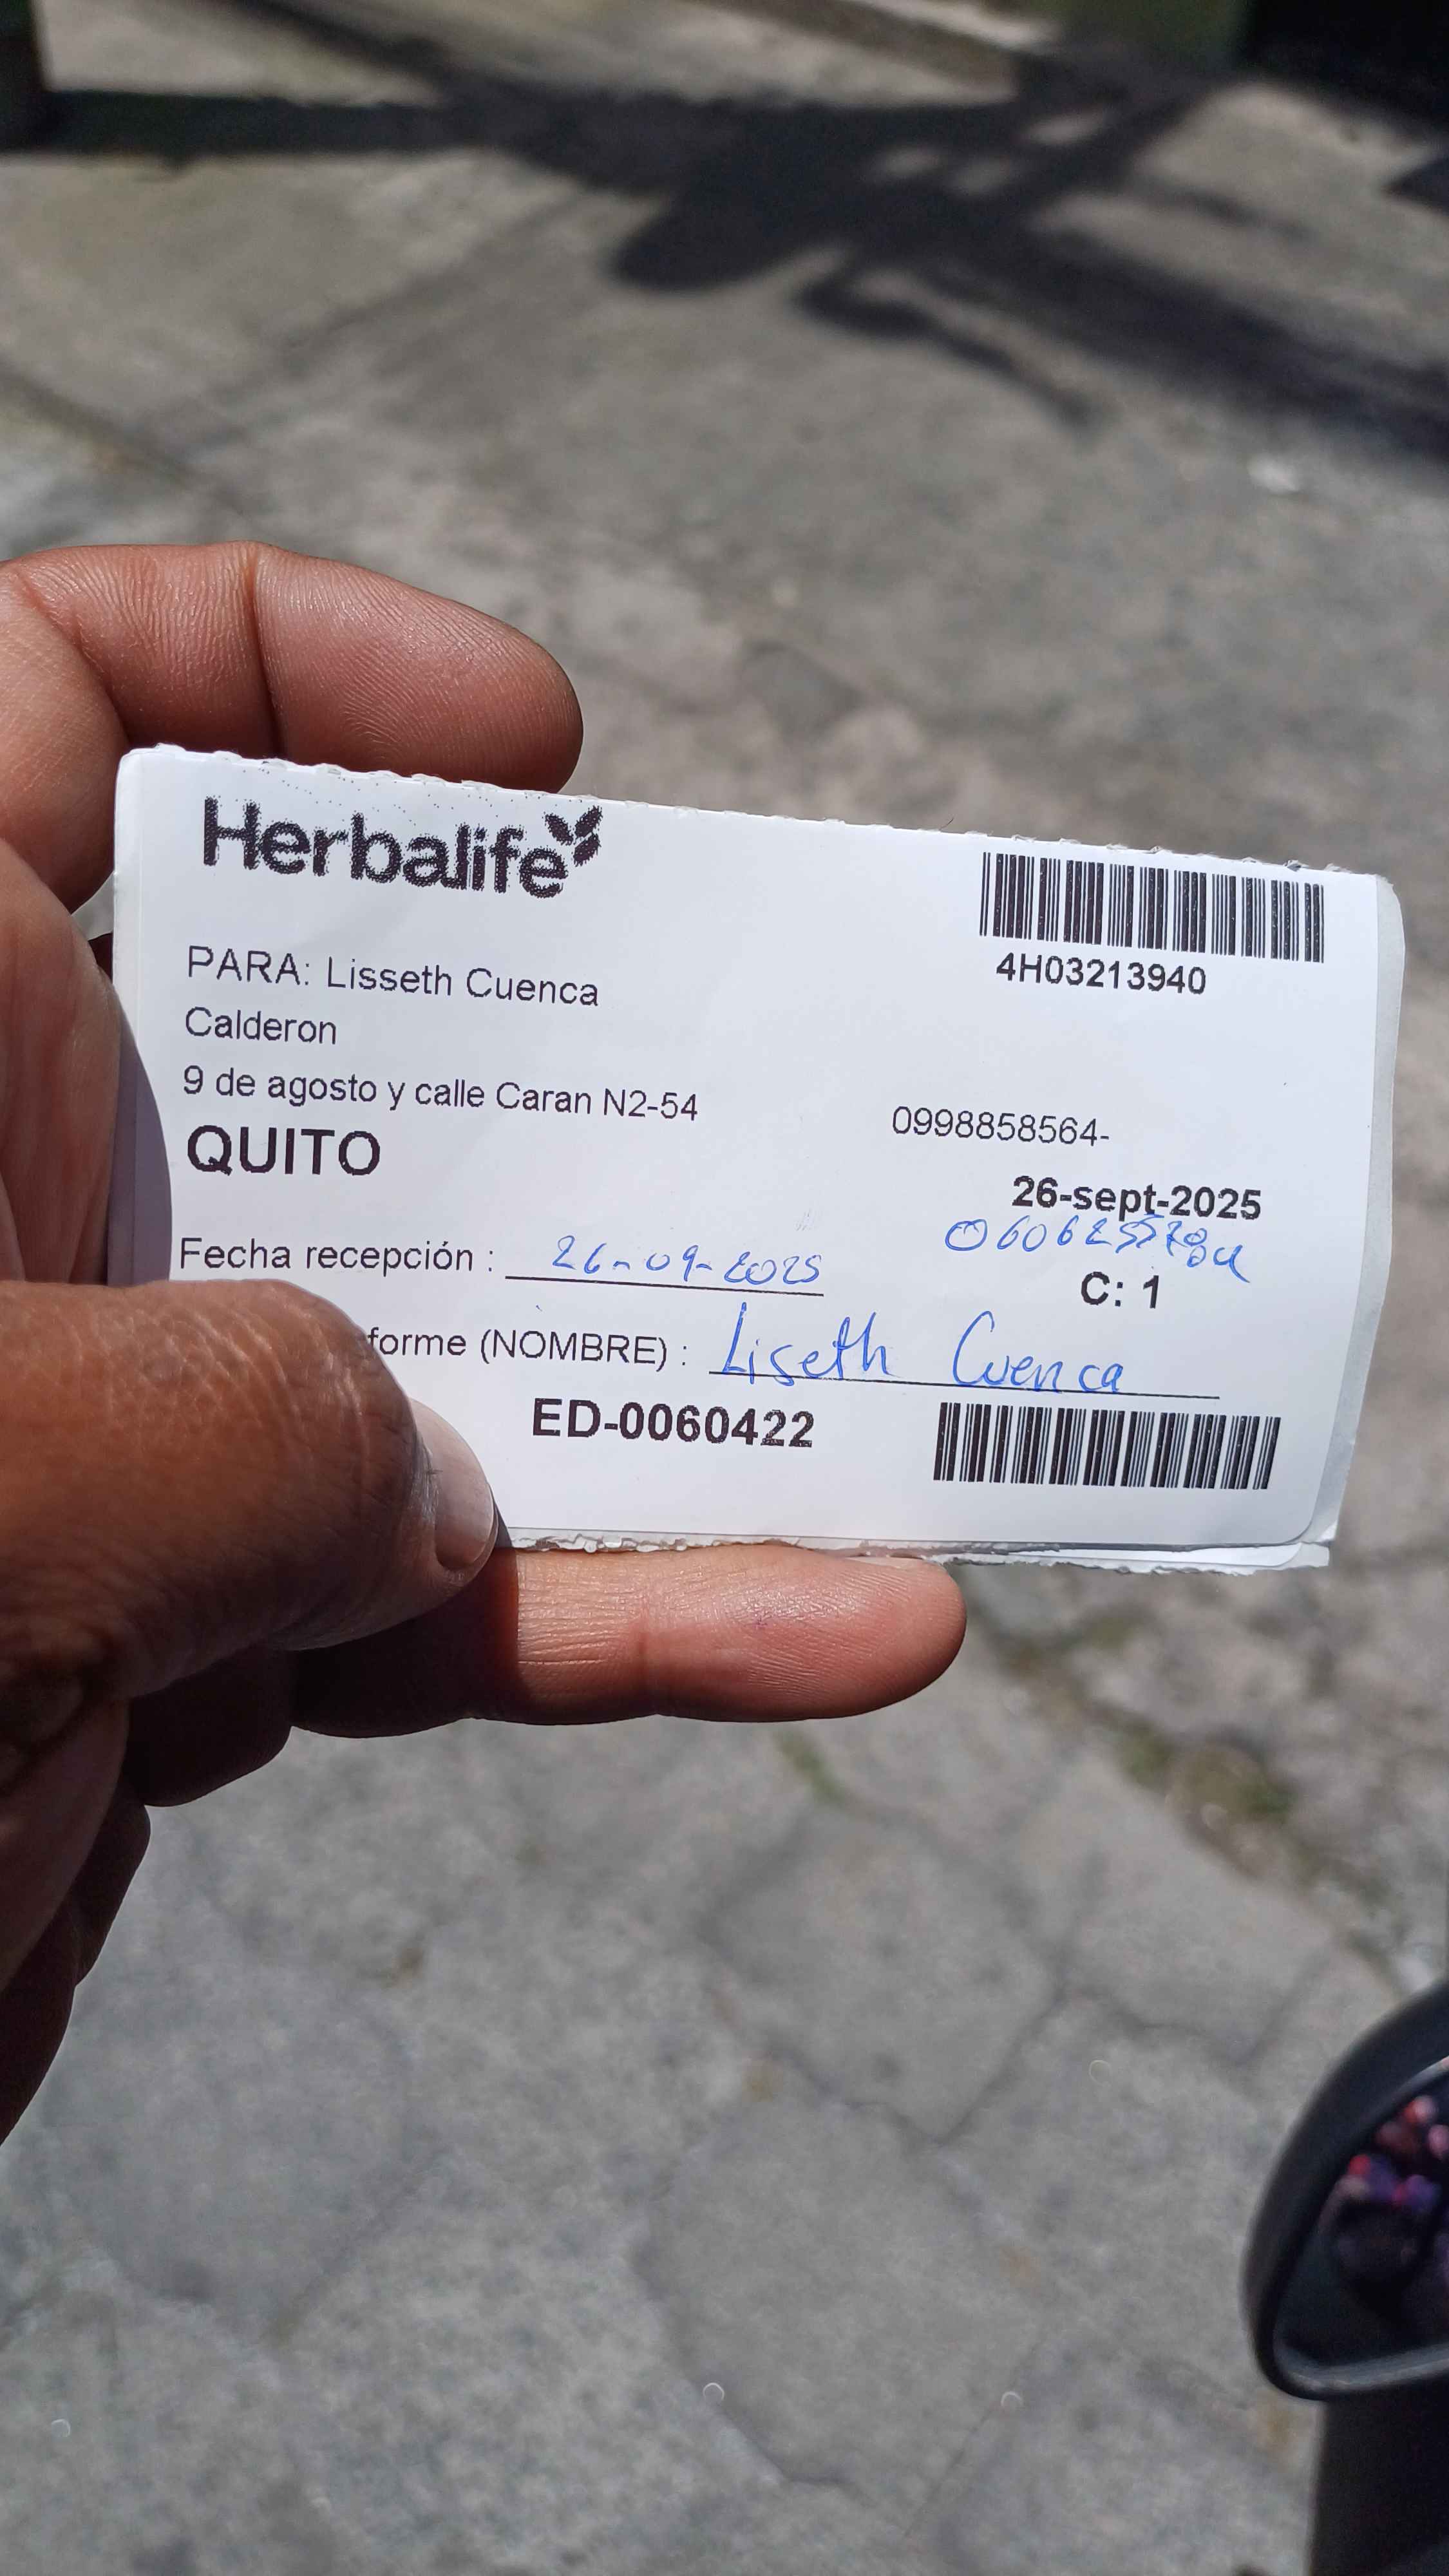 Herbalife
4H03213940
PARA: Lisseth Cuenca
Calderon
9 de agosto y calle Caran N2-54
0998858564-
QUITO
26-sept-2025
Fecha recepción : 26-09-2025
C: 1
forme (NOMBRE) : Liseth Cuenca
ED-0060422